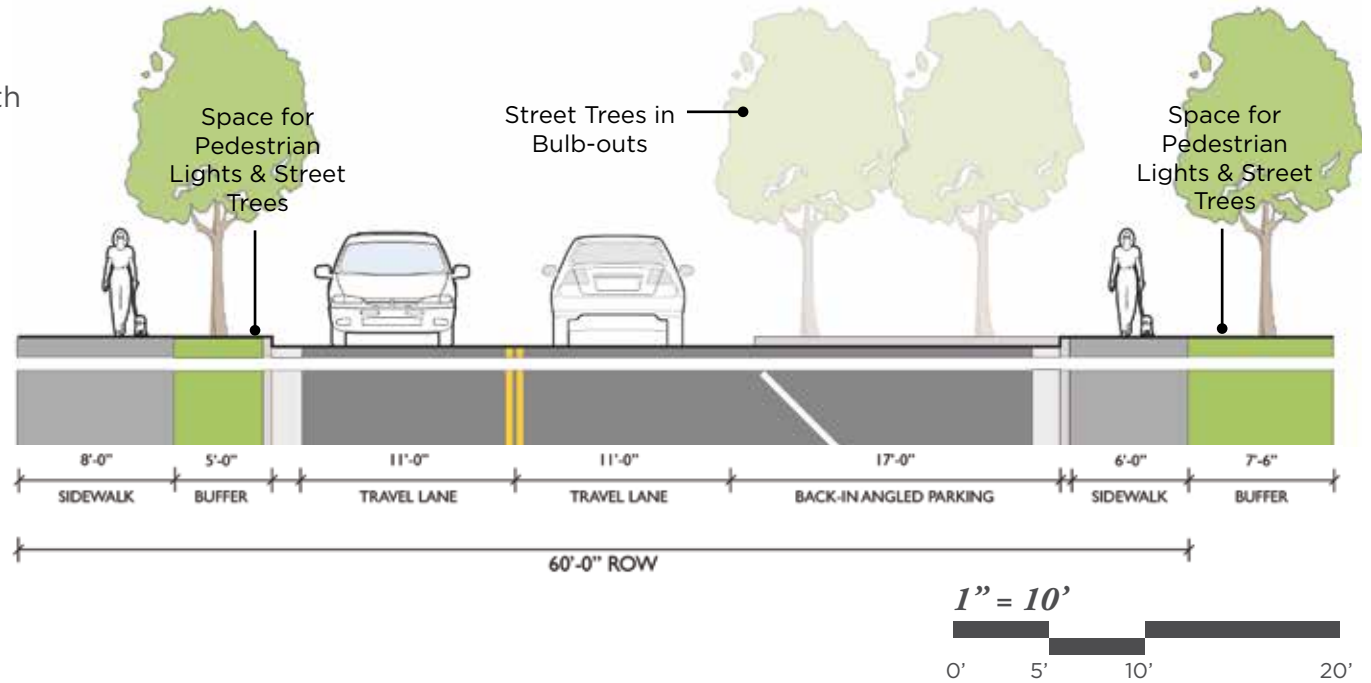 th
Space for
Pedestrian
Lights & Street
Trees
Street Trees in
Bulb-outs
Space for
Pedestrian
Lights & Street
Trees
8'-0" 5'-0" 11'-0" 11'-0" 17'-0" 6'-0" 7'-6"
SIDEWALK BUFFER TRAVEL LANE TRAVEL LANE BACK-IN ANGLED PARKING SIDEWALK BUFFER
60'-0" ROW
1" = 10'
0' 5' 10' 20'